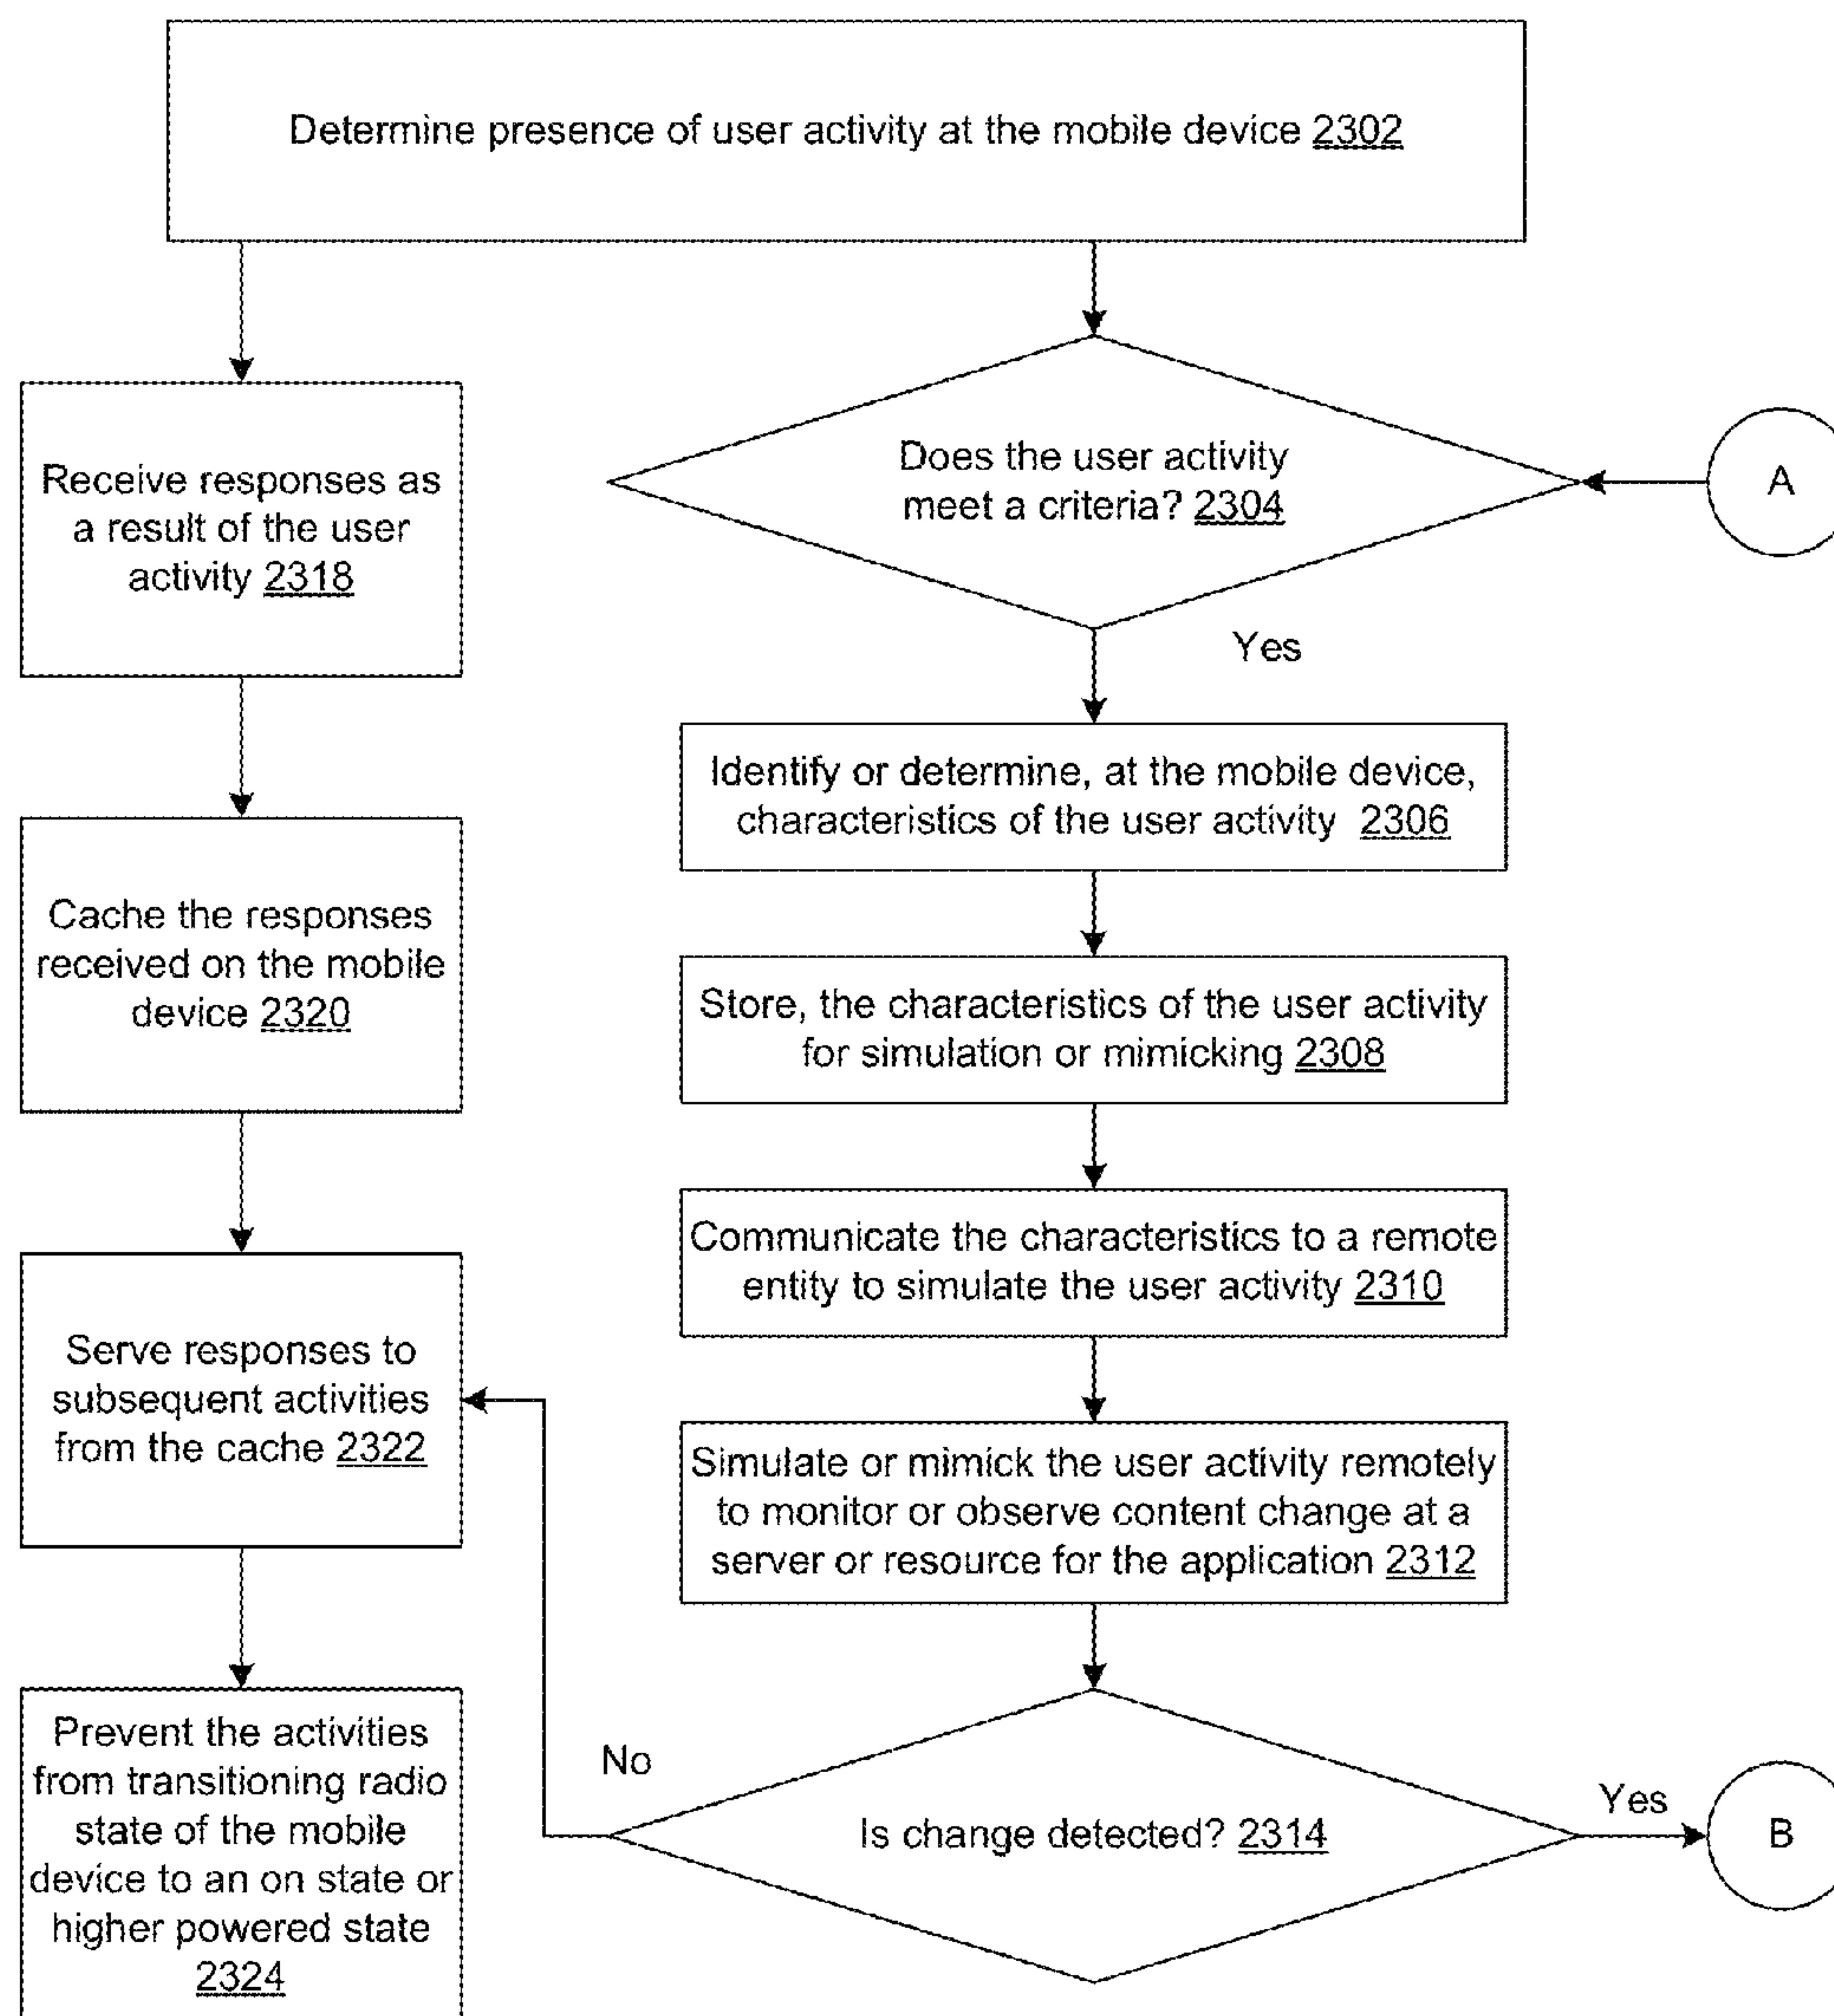 Determine presence of user activity at the mobile device 2302
Receive responses as
a result of the user
activity 2318
Does the user activity
meet a criteria? 2304
A
Yes
Identify or determine, at the mobile device,
characteristics of the user activity 2306
Cache the responses
received on the mobile
device 2320
Store, the characteristics of the user activity
for simulation or mimicking 2308
Communicate the characteristics to a remote
entity to simulate the user activity 2310
Serve responses to
subsequent activities
from the cache 2322
Simulate or mimick the user activity remotely
to monitor or observe content change at a
server or resource for the application 2312
Prevent the activities
from transitioning radio
state of the mobile
device to an on state or
higher powered state
2324
No
Is change detected? 2314
Yes
B